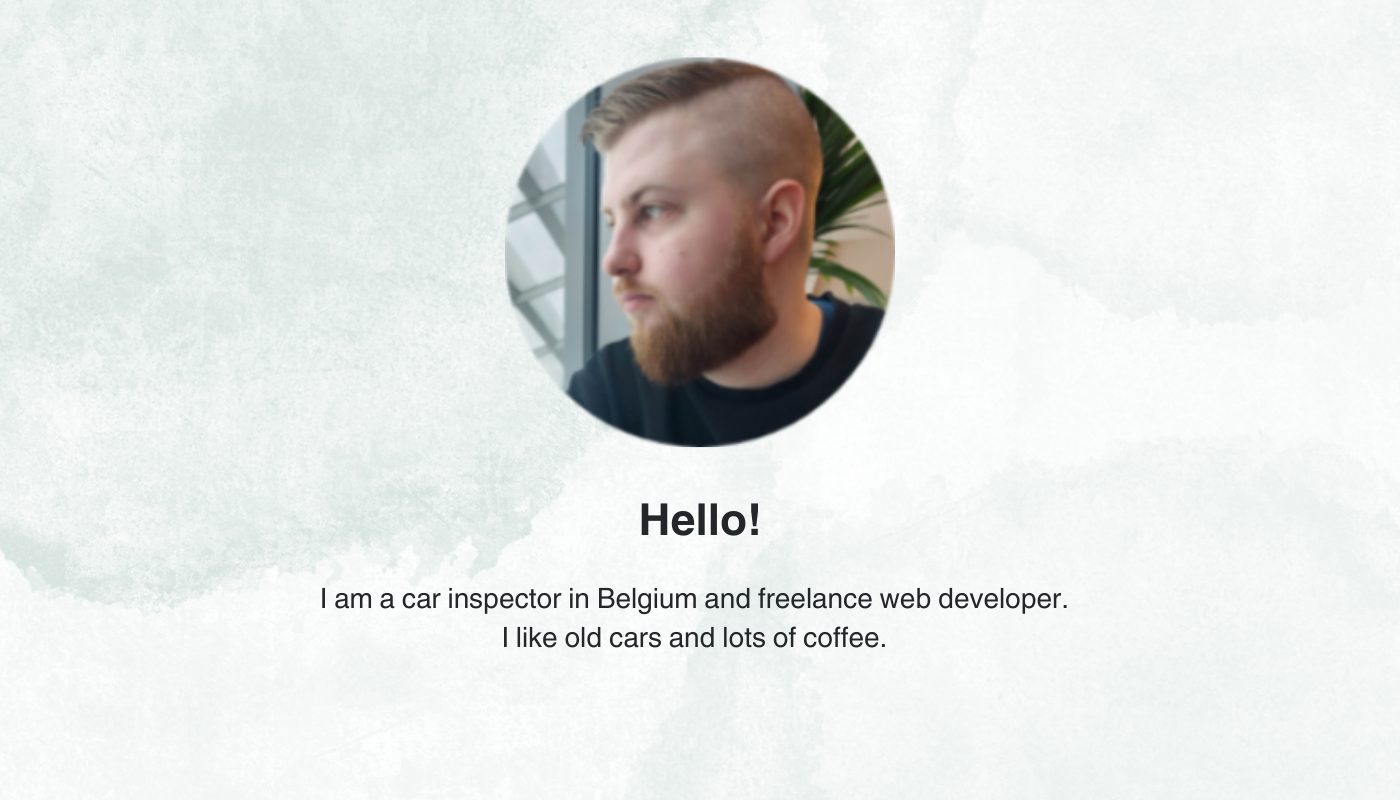 Hello!
I am a car inspector in Belgium and freelance web developer.
I like old cars and lots of coffee.